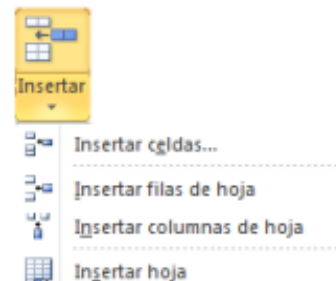 Insertar
Insertar celdas...
Insertar filas de hoja
Insertar columnas de hoja
Insertar hoja